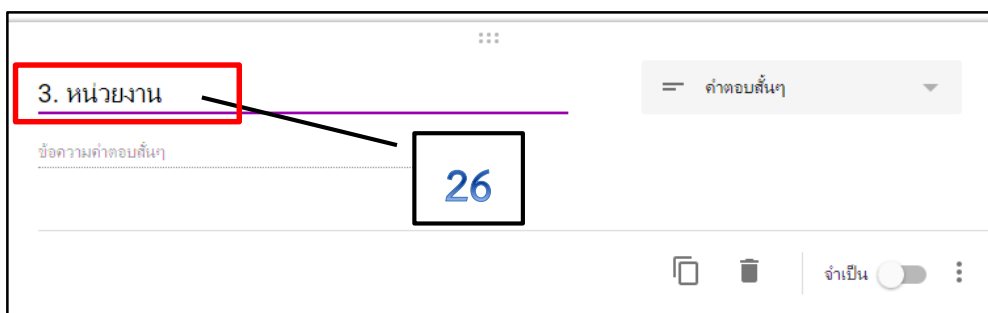 3. หน่วยงาน
คำตอบสั้นๆ
ข้อความคำตอบสั้นๆ
26
จำเป็น